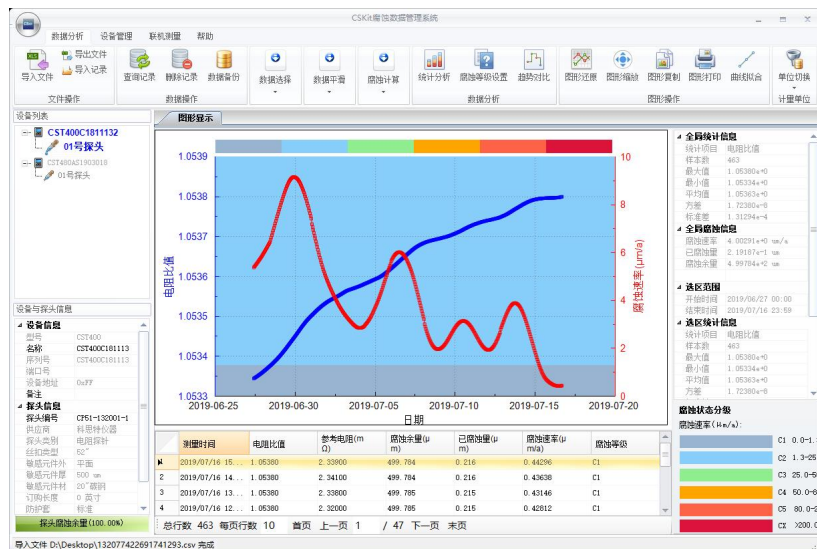 CSKit腐蚀数据管理系统
数据分析 设备管理 联机测量 帮助
导入文件 导出文件 导入记录 查询记录 删除记录 数据备份 数据选择 数据平滑 腐蚀计算 统计分析 腐蚀等级设置 趋势对比 图形还原 图形缩放 图形复制 图形打印 曲线拟合 单位切换
文件操作 数据操作 数据分析 图形操作 计量单位
设备列表
CST400C1811132
01号探头
CST480AS1903018
01号探头
设备与探头信息
设备信息
型号 CST400
名称 CST400C181113
序列号 CST400C181113
端口号
设备地址 0xFF
备注
探头信息
探头编号 CP51-132001-1
供应商 科思特仪器
探头类别 电阻探针
丝扣类型 S2"
敏感元件外 平面
敏感元件厚 500 um
敏感元件材 20#碳钢
订购长度 0 英寸
防护套 标准
探头腐蚀余量(100.00%)
图形显示
1.0539
1.0538
1.0537
1.0536
1.0535
1.0534
1.0533
电阻比值
10
8
6
4
2
0
腐蚀速率(μm/a)
2019-06-25 2019-06-30 2019-07-05 2019-07-10 2019-07-15 2019-07-20
日期
测量时间 电阻比值 参考电阻(mΩ) 腐蚀余量(μm) 已腐蚀量(μm) 腐蚀速率(μm/a) 腐蚀等级
2019/07/16 15... 1.05380 2.33900 499.784 0.216 0.44296 C1
2 2019/07/16 14... 1.05380 2.34100 499.784 0.216 0.43638 C1
3 2019/07/16 13... 1.05380 2.33800 499.785 0.215 0.43146 C1
4 2019/07/16 12... 1.05380 2.32000 499.785 0.215 0.42812 C1
总行数 463 每页行数 10 首页 上一页 1 / 47 下一页 末页
全局统计信息
统计项目 电阻比值
样本数 463
最大值 1.05380e+0
最小值 1.05334e+0
平均值 1.05363e+0
方差 1.72380e-8
标准差 1.31294e-4
全局腐蚀信息
腐蚀速率 4.00291e+0 um/a
已腐蚀量 2.18187e-1 um
腐蚀余量 4.99784e+2 um
选区范围
开始时间 2019/06/27 00:00
结束时间 2019/07/16 23:59
选区统计信息
统计项目 电阻比值
样本数 463
最大值 1.05380e+0
最小值 1.05334e+0
平均值 1.05363e+0
方差 1.72380e-8
腐蚀状态分级
腐蚀速率(μm/a):
C1 0.0-1.
C2 1.3-25
C3 25.0-5
C4 50.0-8
C5 80.0-2
CX >200.0
导入文件 D:\Desktop\132077422691741293.csv 完成